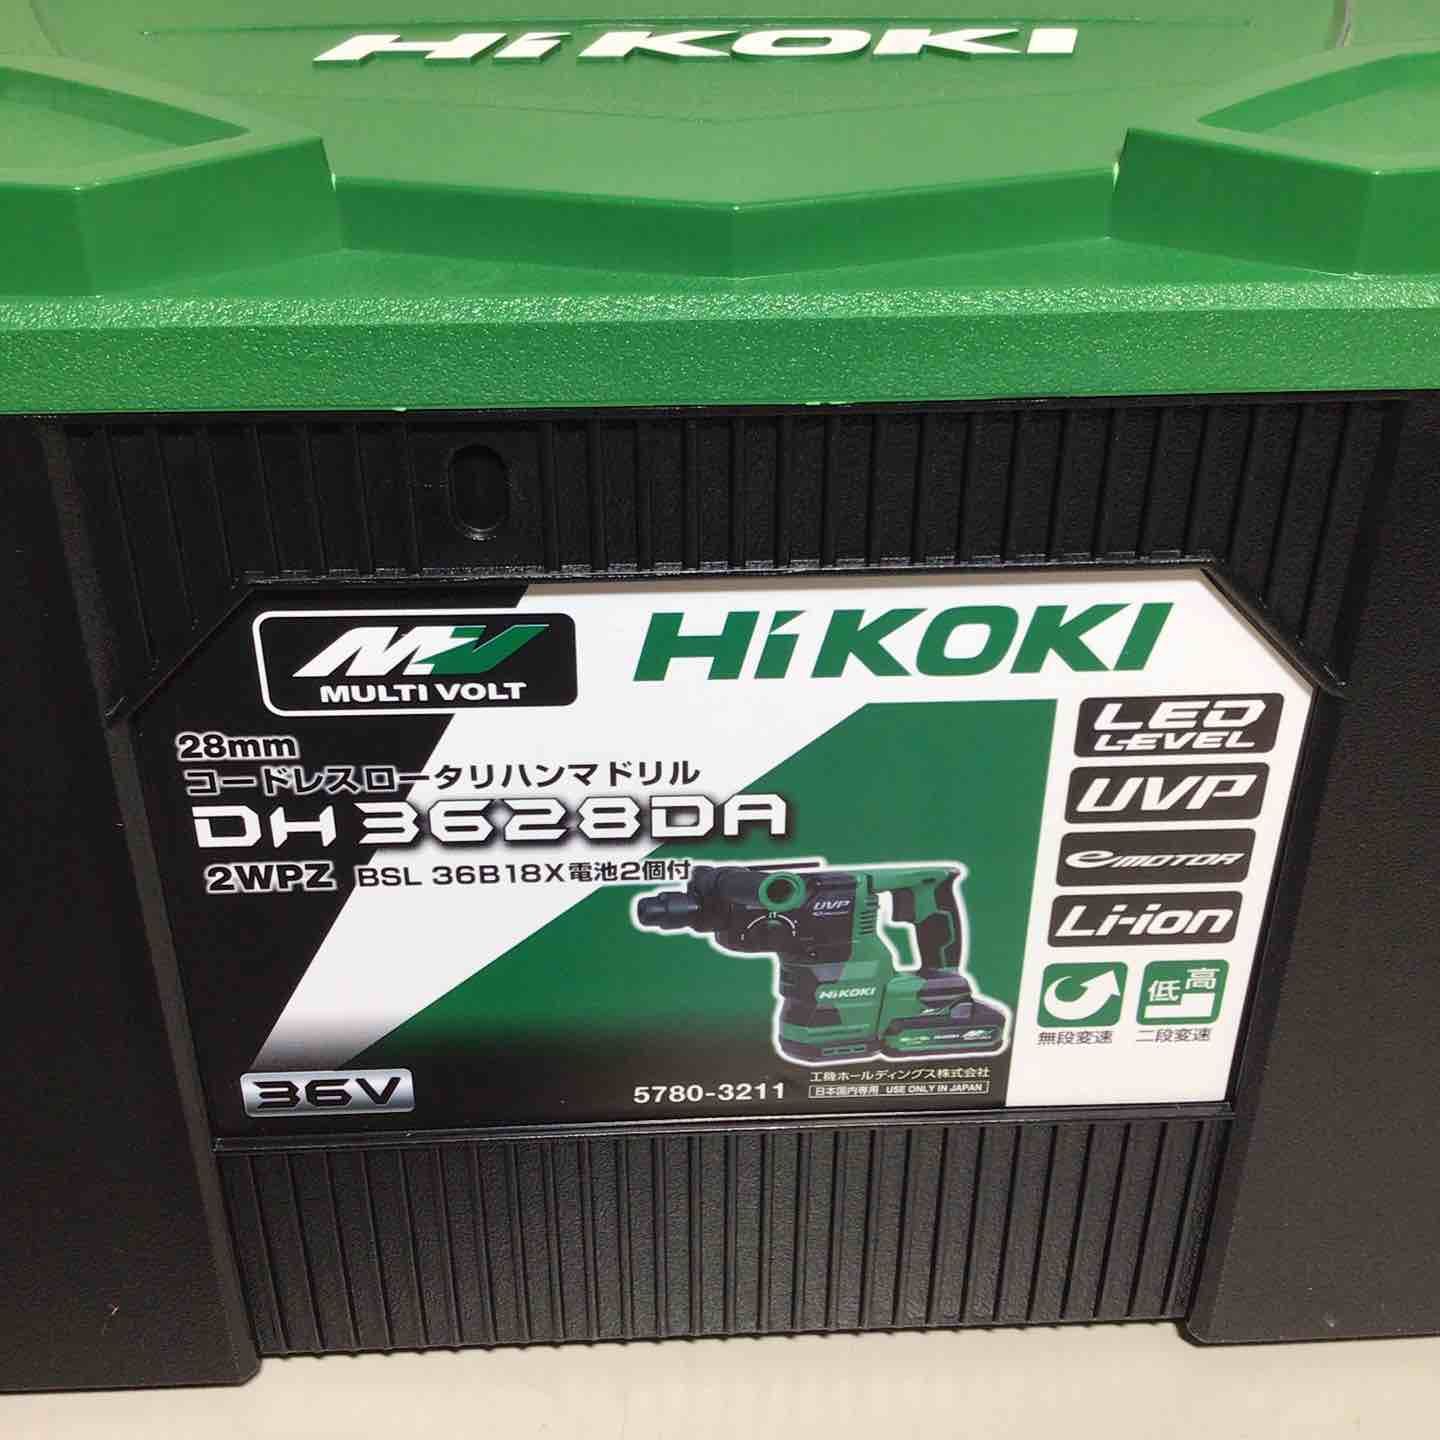 HiKOKI
MULTI VOLT
HiKOKI
28mm
コードレスロータリハンマドリル
DH 3628DA
2WPZ BSL 36B18X電池2個付
LED
LEVEL
UVP
eMOTOR
Li-ion
無段変速
低 高
二段変速
UVP
HiKOKI
36V
5780-3211
工機ホールディングス株式会社
日本国内専用 USE ONLY IN JAPAN